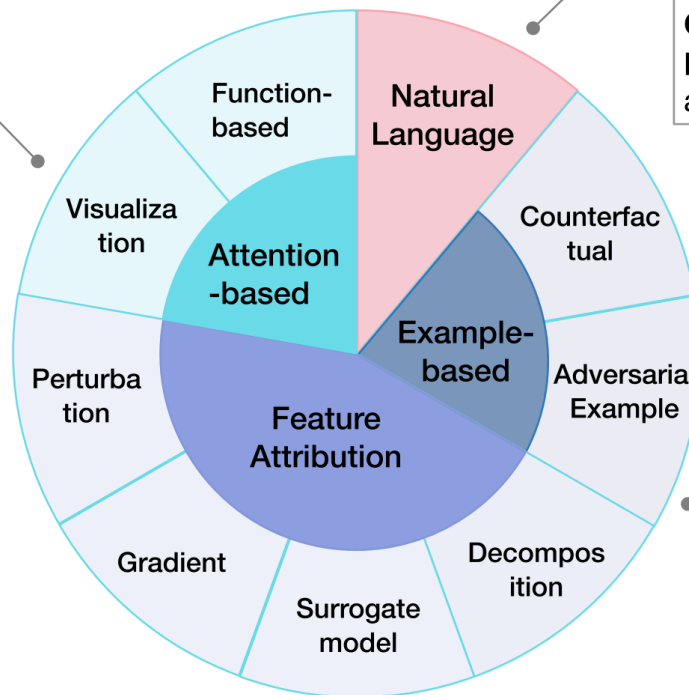 Function-
based
Natural
Language
Visualiza
tion
Attention
-based
Counterfac
tual
Example-
based
Adversaria
Example
Perturba
tion
Feature
Attribution
Gradient
Surrogate
model
Decompos
ition